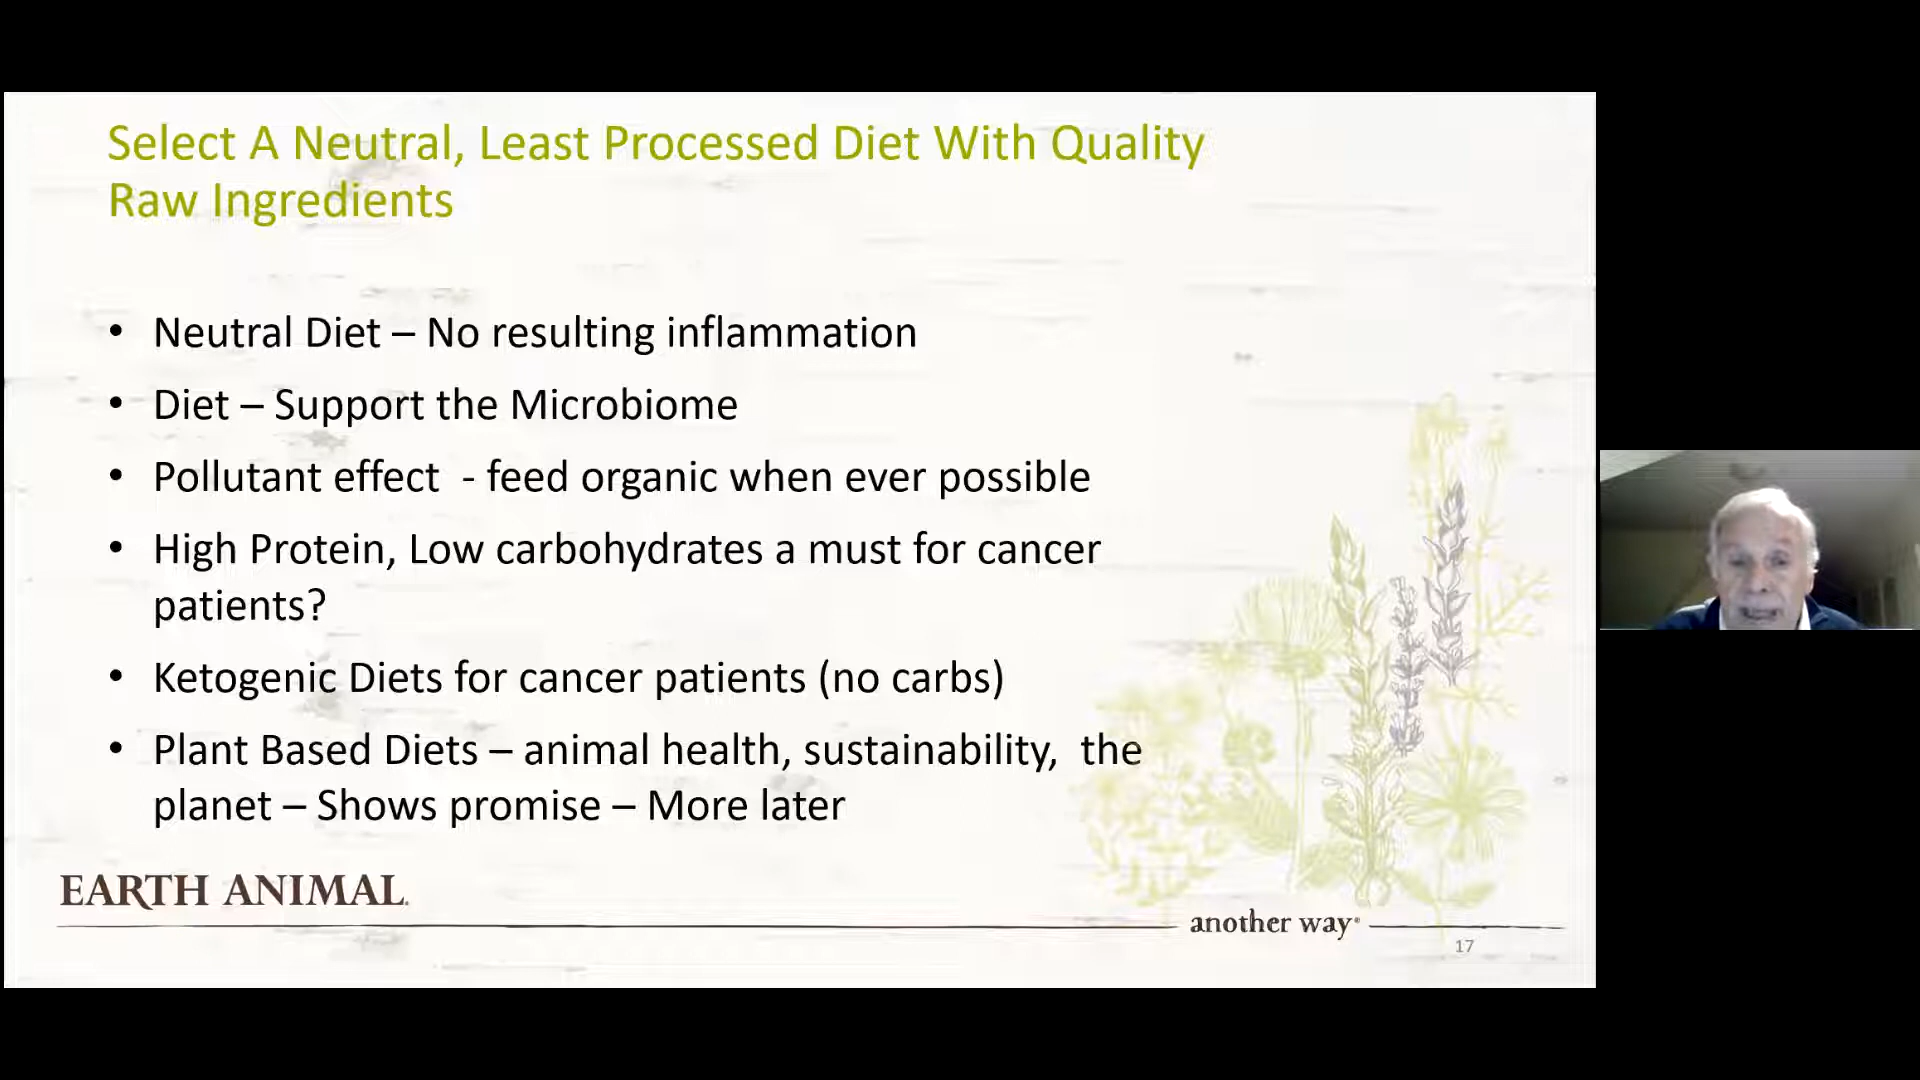 Select A Neutral, Least Processed Diet With Quality
Raw Ingredients
• Neutral Diet – No resulting inflammation
• Diet – Support the Microbiome
• Pollutant effect  - feed organic when ever possible
• High Protein, Low carbohydrates a must for cancer
patients?
• Ketogenic Diets for cancer patients (no carbs)
• Plant Based Diets – animal health, sustainability,  the
planet – Shows promise – More later
EARTH ANIMAL.
another way®
17